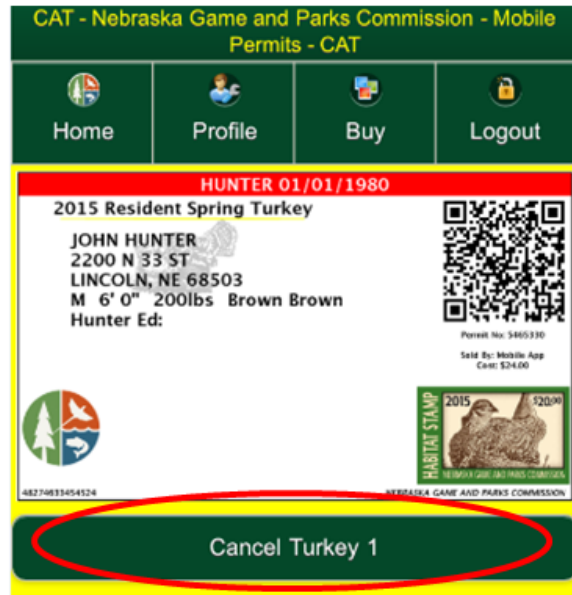 CAT - Nebraska Game and Parks Commission - Mobile
Permits - CAT
Home Profile Buy Logout
HUNTER 01/01/1980
2015 Resident Spring Turkey
JOHN HUNTER
2200 N 33 ST
LINCOLN, NE 68503
M 6' 0" 200lbs Brown Brown
Hunter Ed:
Permit No: 5465330
Sold By: Mobile App
Cost: $24.00
2015 $20.00
HABITAT STAMP
NEBRASKA GAME AND PARKS COMMISSION
48274633454524 NEBRASKA GAME AND PARKS COMMISSION
Cancel Turkey 1